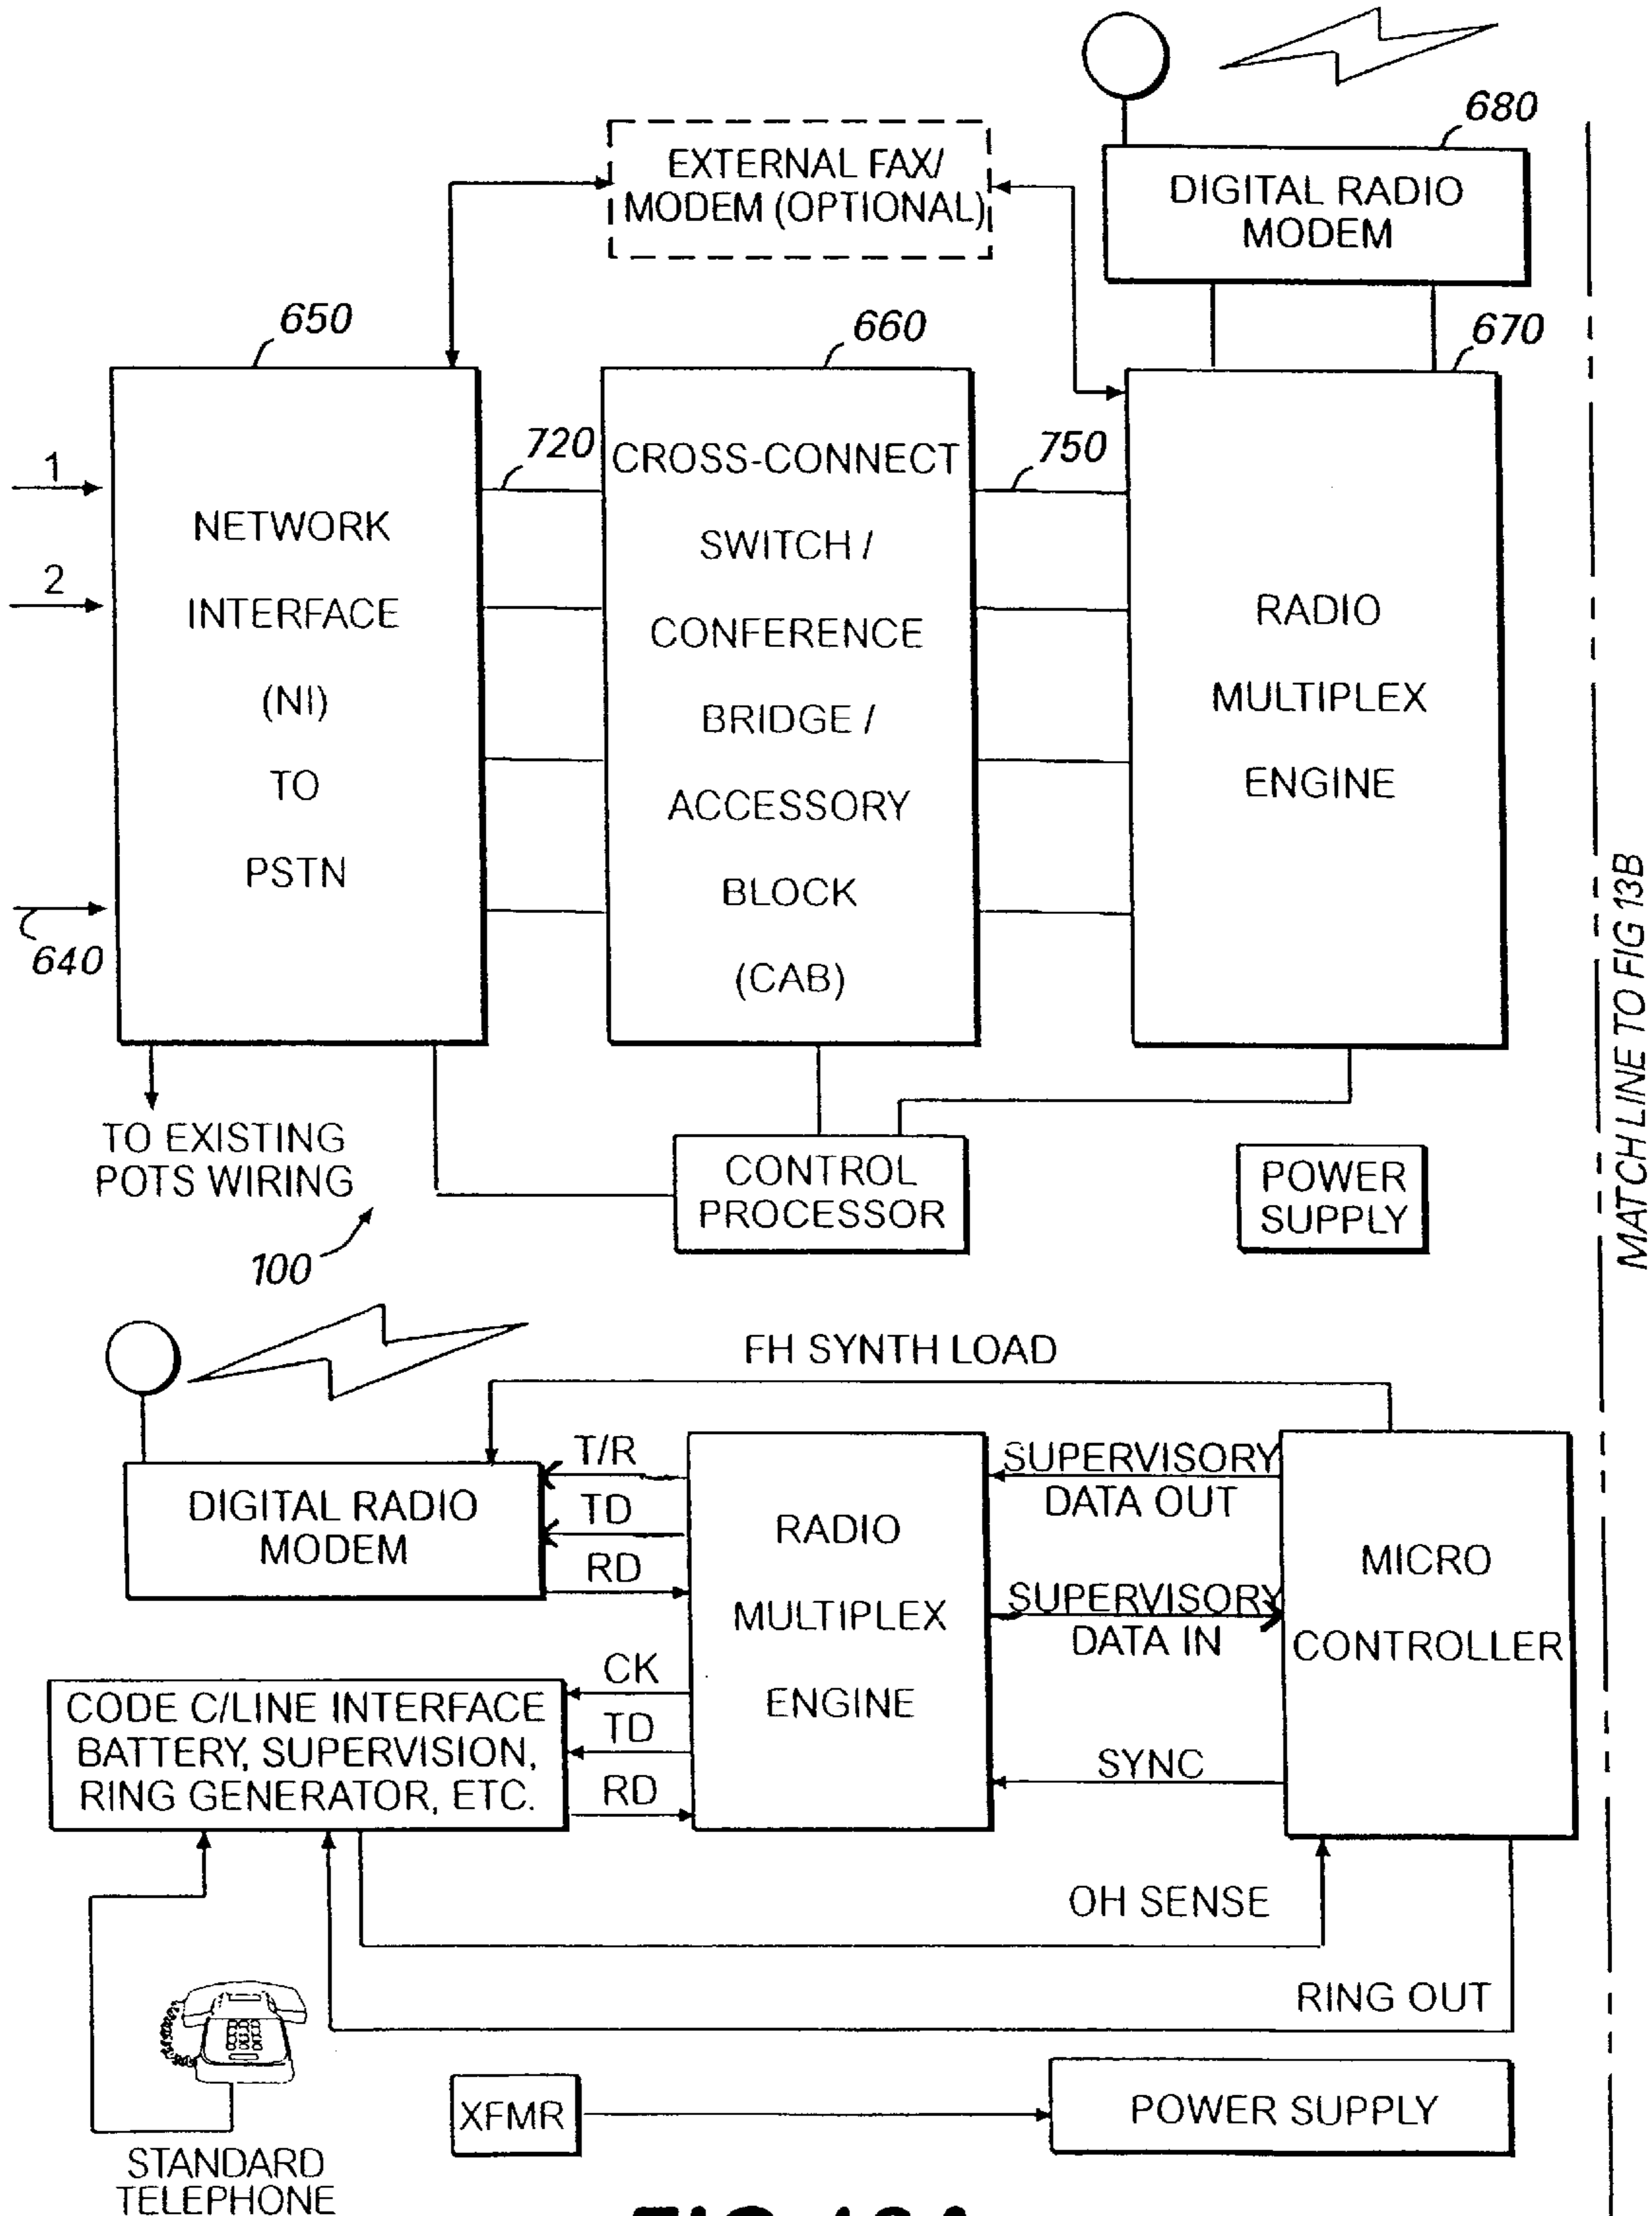 680
EXTERNAL FAX/
MODEM (OPTIONAL)
DIGITAL RADIO
MODEM
650
660
670
720
750
1
2
640
NETWORK
INTERFACE
(NI)
TO
PSTN
CROSS-CONNECT
SWITCH /
CONFERENCE
BRIDGE /
ACCESSORY
BLOCK
(CAB)
RADIO
MULTIPLEX
ENGINE
MATCH LINE TO FIG 13B
TO EXISTING
POTS WIRING
100
CONTROL
PROCESSOR
POWER
SUPPLY
FH SYNTH LOAD
DIGITAL RADIO
MODEM
T/R
TD
RD
RADIO
MULTIPLEX
ENGINE
SUPERVISORY
DATA OUT
SUPERVISORY
DATA IN
SYNC
MICRO
CONTROLLER
CODE C/LINE INTERFACE
BATTERY, SUPERVISION,
RING GENERATOR, ETC.
CK
TD
RD
OH SENSE
RING OUT
STANDARD
TELEPHONE
XFMR
POWER SUPPLY